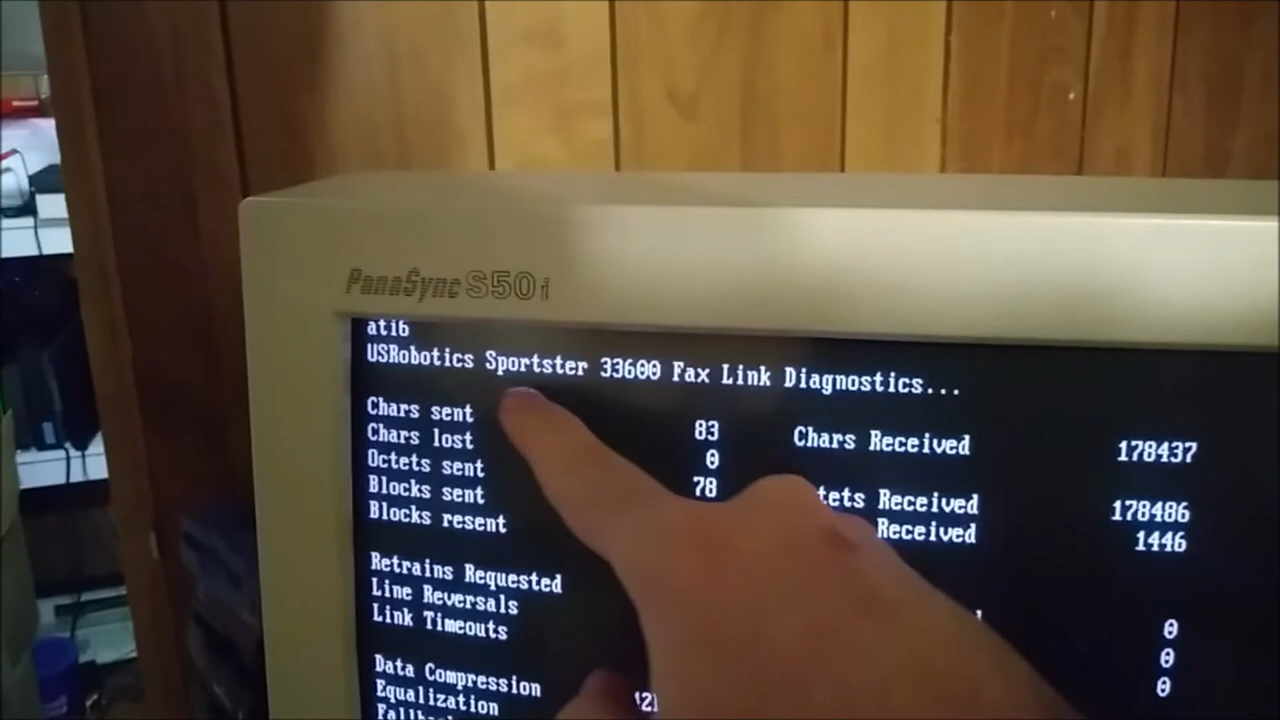 PanaSync S50i
ati6
USRobotics Sportster 33600 Fax Link Diagnostics...
Chars sent 83 Chars Received 178437
Chars lost 0
Octets sent 78 Received 178486
Blocks sent Received 1446
Blocks resent
Retrains Requested 0
Line Reversals 0
Link Timeouts 0
Data Compression
Equalization